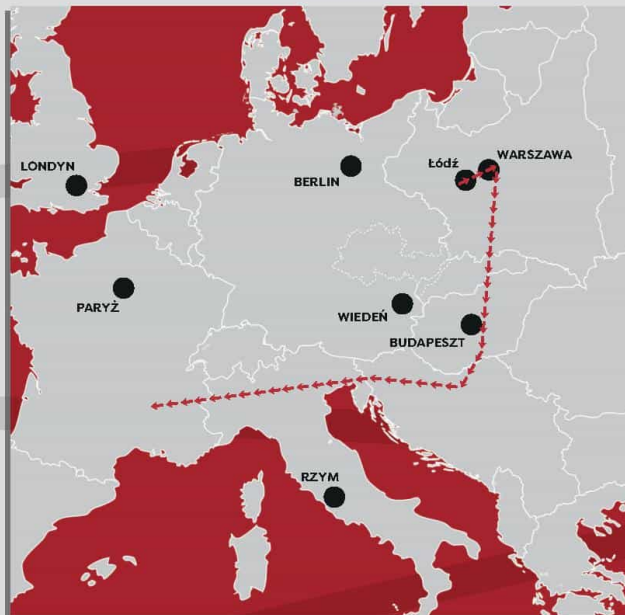 LONDYN
BERLIN
Łódź
WARSZAWA
PARYŻ
WIEDEŃ
BUDAPESZT
RZYM